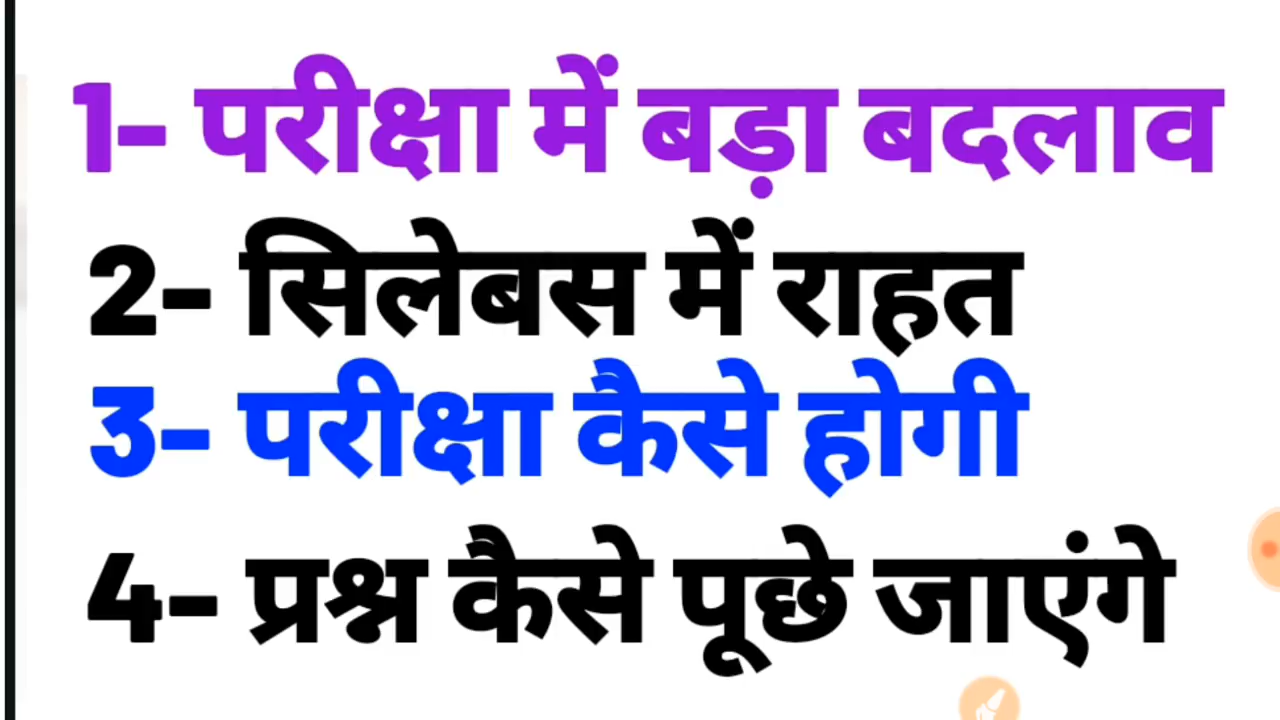 1- परीक्षा में बड़ा बदलाव
2- सिलेबस में राहत
3- परीक्षा कैसे होगी
4- प्रश्न कैसे पूछे जाएंगे